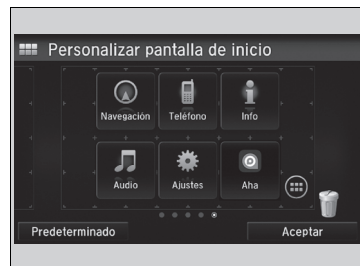 Personalizar pantalla de inicio
Navegación Teléfono Info
Audio Ajustes Aha
Predeterminado Aceptar